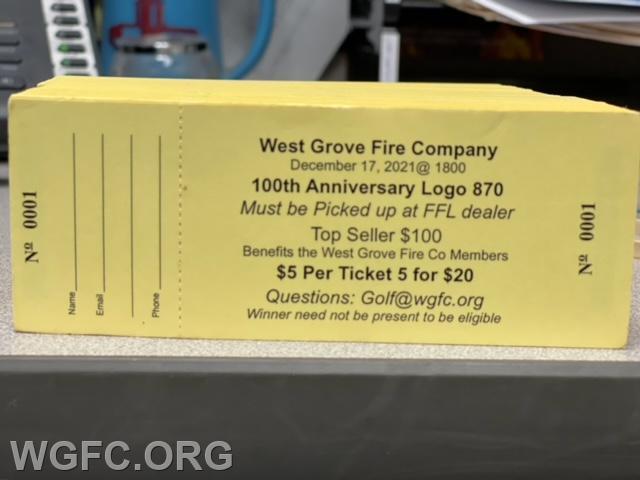 Nº 0001
Name
Email
Phone
West Grove Fire Company
December 17, 2021@ 1800
100th Anniversary Logo 870
Must be Picked up at FFL dealer
Top Seller $100
Benefits the West Grove Fire Co Members
$5 Per Ticket 5 for $20
Questions: Golf@wgfc.org
Winner need not be present to be eligible
Nº 0001
WGFC.ORG